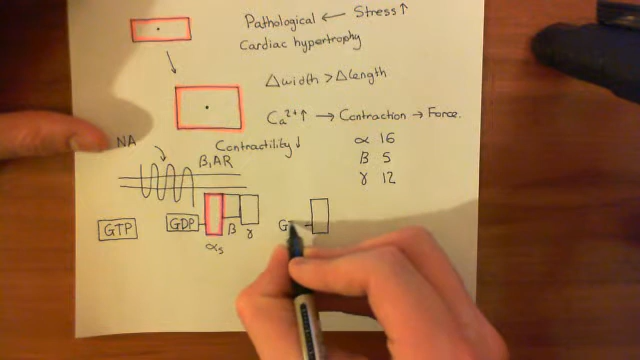 Pathological ← Stress ↑
Cardiac hypertrophy
Δwidth > Δlength
Ca²⁺↑ → Contraction → Force.
Contractility ↓
α 16
β 5
γ 12
NA
β₁AR
GTP
GDP
αs
β
γ
G